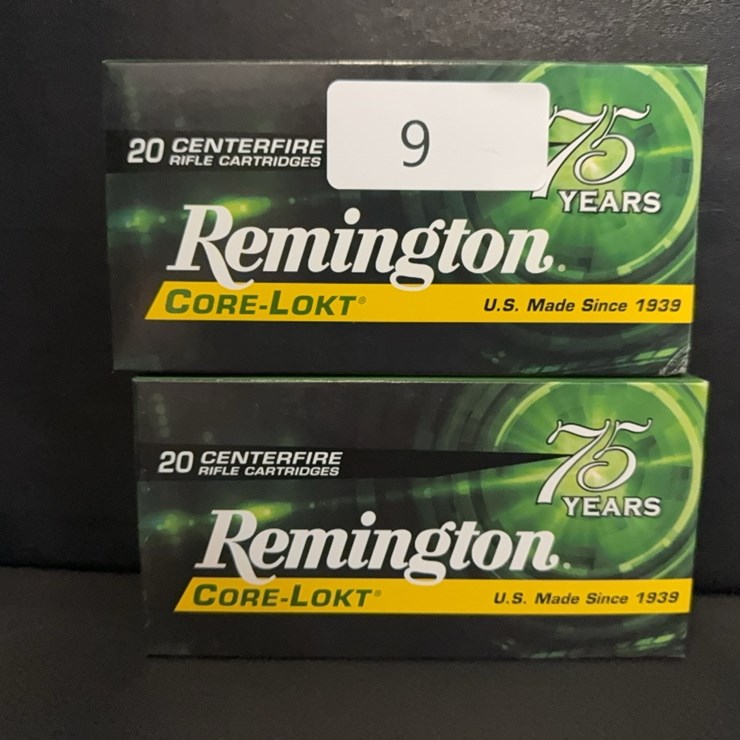 9
20 CENTERFIRE
RIFLE CARTRIDGES
75
YEARS
Remington.
CORE-LOKT®
U.S. Made Since 1939
20 CENTERFIRE
RIFLE CARTRIDGES
75
YEARS
Remington.
CORE-LOKT®
U.S. Made Since 1939